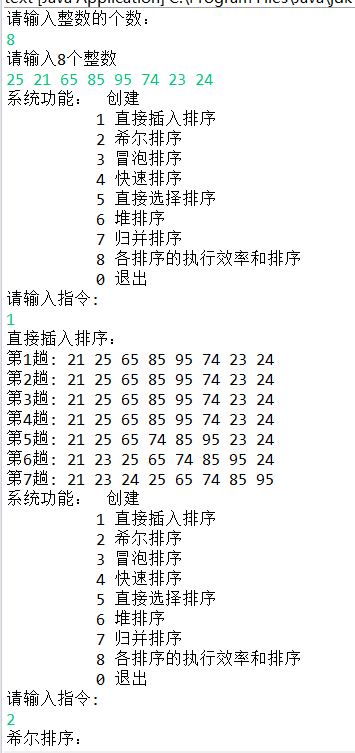 text [Java Application] C:\Program Files\Java\jdk
请输入整数的个数：
8
请输入8个整数
25 21 65 85 95 74 23 24
系统功能： 创建
1 直接插入排序
2 希尔排序
3 冒泡排序
4 快速排序
5 直接选择排序
6 堆排序
7 归并排序
8 各排序的执行效率和排序
0 退出
请输入指令：
1
直接插入排序：
第1趟：21 25 65 85 95 74 23 24
第2趟：21 25 65 85 95 74 23 24
第3趟：21 25 65 85 95 74 23 24
第4趟：21 25 65 85 95 74 23 24
第5趟：21 25 65 74 85 95 23 24
第6趟：21 23 25 65 74 85 95 24
第7趟：21 23 24 25 65 74 85 95
系统功能： 创建
1 直接插入排序
2 希尔排序
3 冒泡排序
4 快速排序
5 直接选择排序
6 堆排序
7 归并排序
8 各排序的执行效率和排序
0 退出
请输入指令：
2
希尔排序：